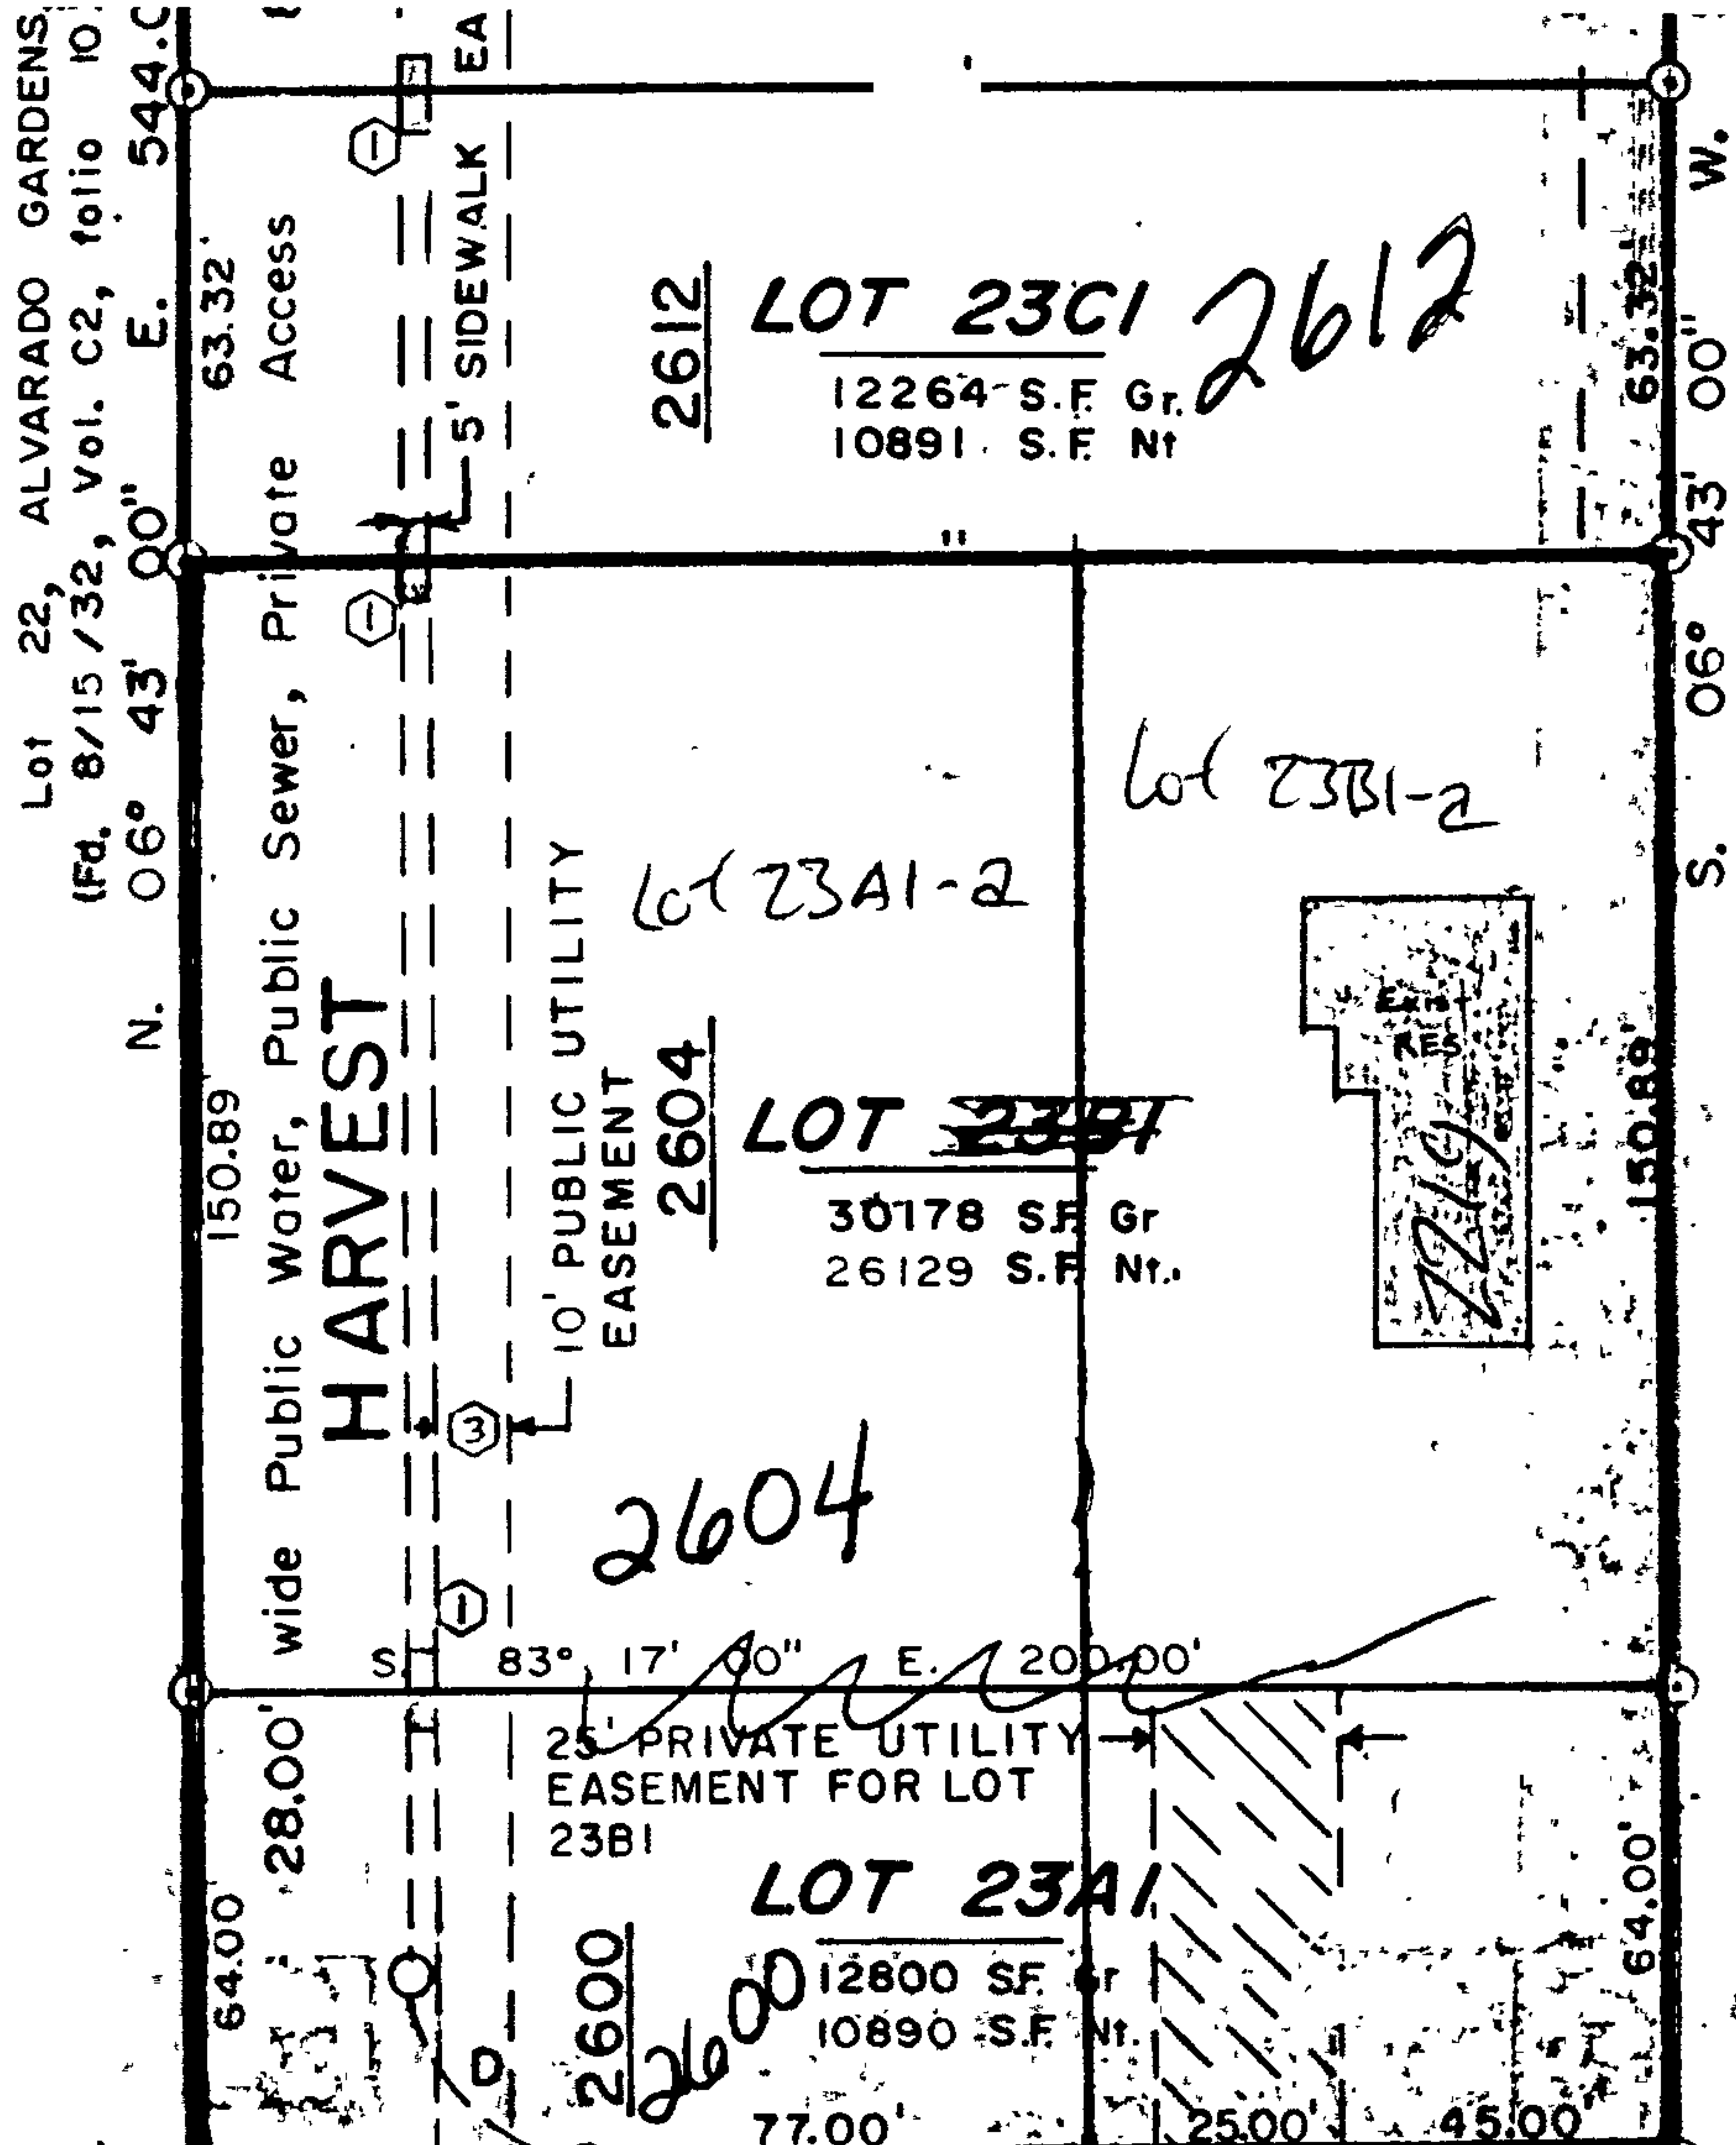 Lot 22, ALVARADO GARDENS
(Fd. 8/15/32, Vol. C2, folio 10
N. 06° 43' 00" E. 544.
63.32'
150.89'
64.00
wide Public Water, Public Sewer, Private Access
28.00'
HARVEST
5' SIDEWALK EA
1
1
2612
LOT 23C1
2612
12264 S.F. Gr.
10891 S.F. Nt
63.32'
"
S. 06° 43' 00" W.
Lot 23B1-a
Lot 23A1-a
10' PUBLIC UTILITY
EASEMENT
2604
LOT 23B1
30178 S.F. Gr
26129 S.F. Nt.
Exist
RES
150.89'
3
2604
1
S. 83° 17' 00" E. 200.00'
25' PRIVATE UTILITY
EASEMENT FOR LOT
23B1
LOT 23A1
2600
2600
12800 S.F. Gr
10890 S.F. Nt.
64.00'
D
77.00' 25.00' 45.00'